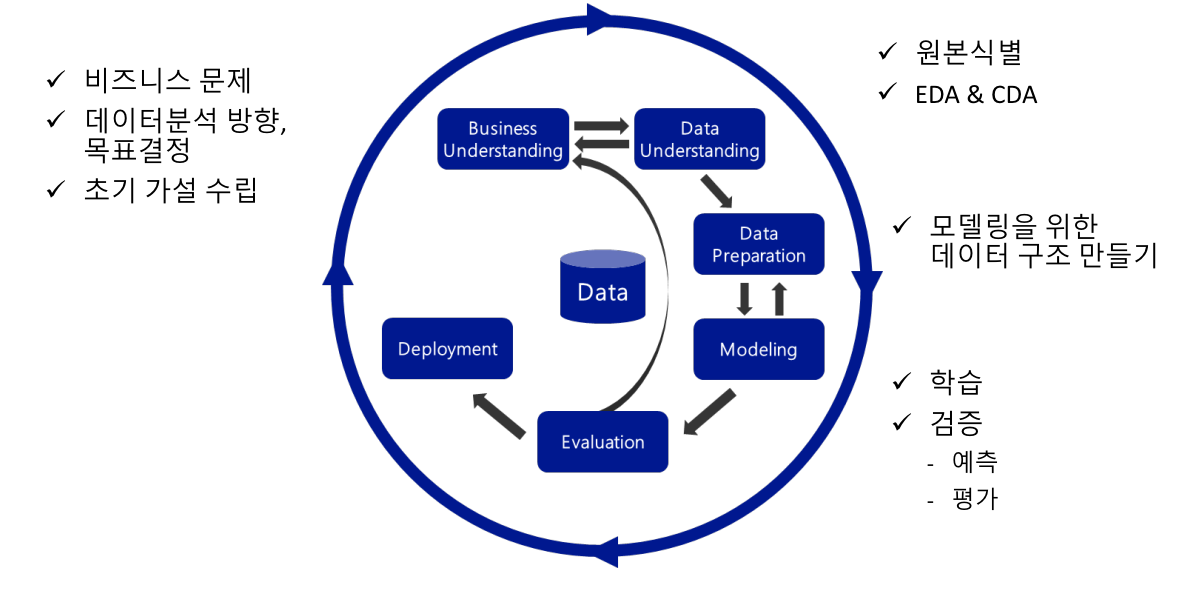 ✓ 비즈니스 문제
✓ 데이터분석 방향,
목표결정
✓ 초기 가설 수립
Business
Understanding
Data
Understanding
Data
Preparation
Modeling
Evaluation
Deployment
Data
✓ 원본식별
✓ EDA & CDA
✓ 모델링을 위한
데이터 구조 만들기
✓ 학습
✓ 검증
- 예측
- 평가